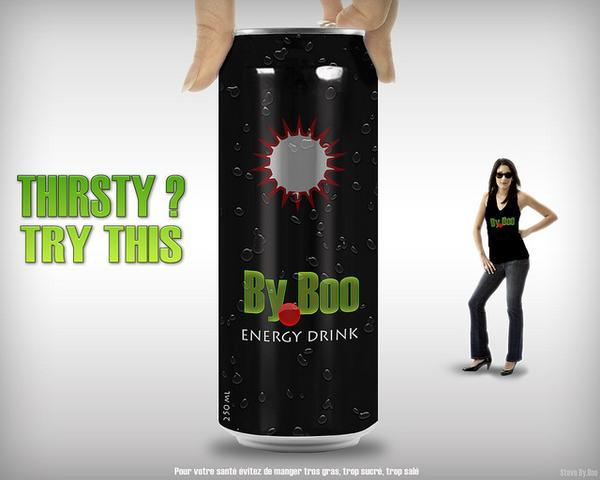 THIRSTY ?
TRY THIS
By.Boo
ENERGY DRINK
250 ML
By.Boo
Pour votre santé évitez de manger tros gras, trop sucré, trop salé
Steve By.Boo